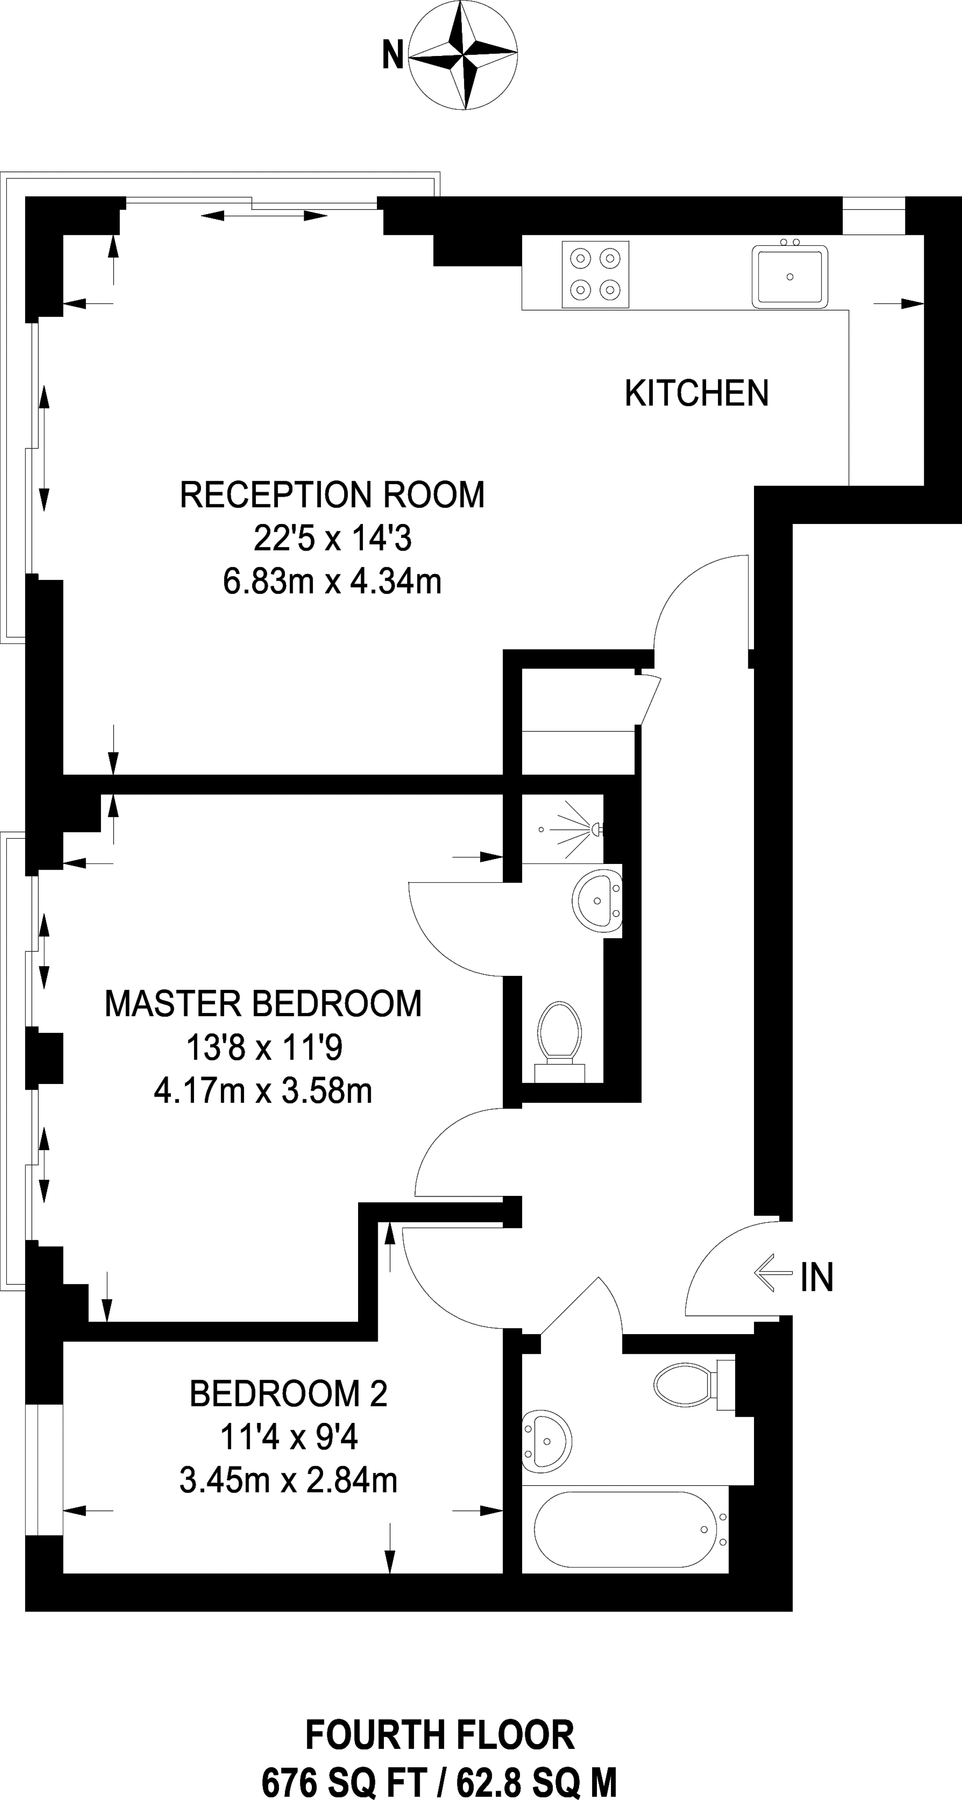 N
KITCHEN
RECEPTION ROOM
22'5 x 14'3
6.83m x 4.34m
MASTER BEDROOM
13'8 x 11'9
4.17m x 3.58m
IN
BEDROOM 2
11'4 x 9'4
3.45m x 2.84m
FOURTH FLOOR
676 SQ FT / 62.8 SQ M